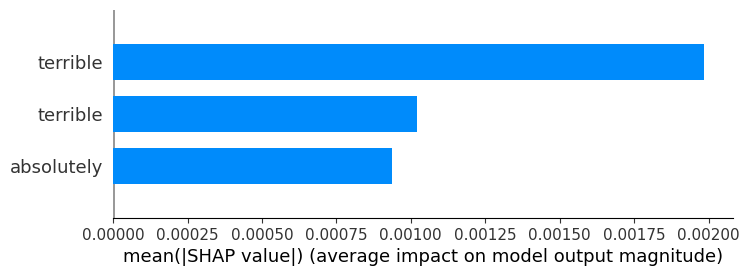 terrible
terrible
absolutely
0.00000 0.00025 0.00050 0.00075 0.00100 0.00125 0.00150 0.00175 0.00200
mean(|SHAP value|) (average impact on model output magnitude)